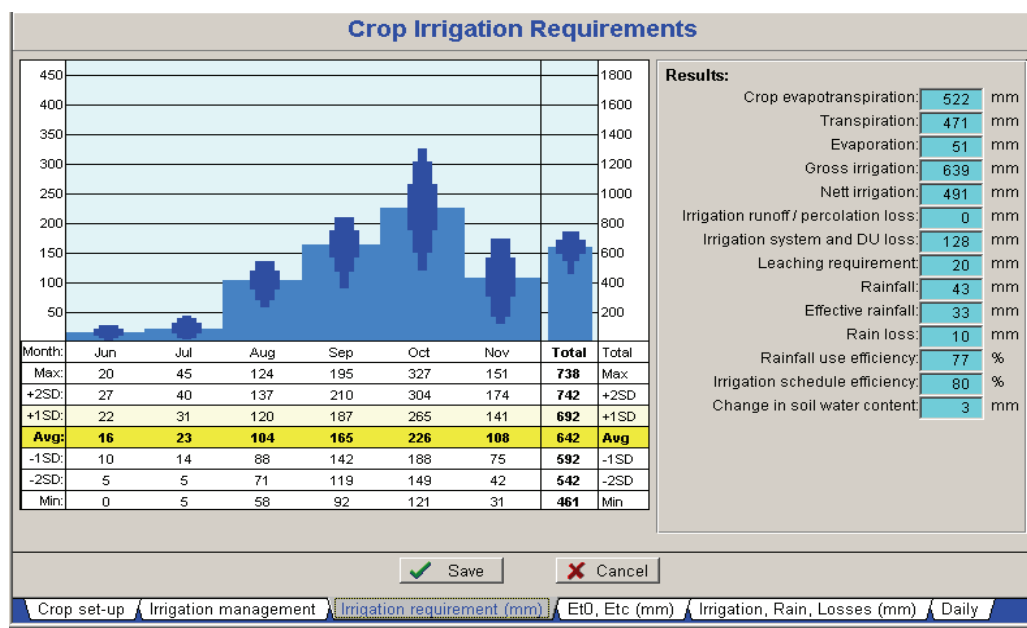 Crop Irrigation Requirements
450 1800
400 1600
350 1400
300 1200
250 1000
200 800
150 600
100 400
50 200
Month: Jun Jul Aug Sep Oct Nov Total Total
Max: 20 45 124 195 327 151 738 Max
+2SD: 27 40 137 210 304 174 742 +2SD
+1SD: 22 31 120 187 265 141 692 +1SD
Avg: 16 23 104 165 226 108 642 Avg
-1SD: 10 14 88 142 188 75 592 -1SD
-2SD: 5 5 71 119 149 42 542 -2SD
Min: 0 5 58 92 121 31 461 Min
Results:
Crop evapotranspiration: 522 mm
Transpiration: 471 mm
Evaporation: 51 mm
Gross irrigation: 639 mm
Nett irrigation: 491 mm
Irrigation runoff / percolation loss: 0 mm
Irrigation system and DU loss: 128 mm
Leaching requirement: 20 mm
Rainfall: 43 mm
Effective rainfall: 33 mm
Rain loss: 10 mm
Rainfall use efficiency: 77 %
Irrigation schedule efficiency: 80 %
Change in soil water content: 3 mm
Save Cancel
Crop set-up Irrigation management Irrigation requirement (mm) Et0, Etc (mm) Irrigation, Rain, Losses (mm) Daily